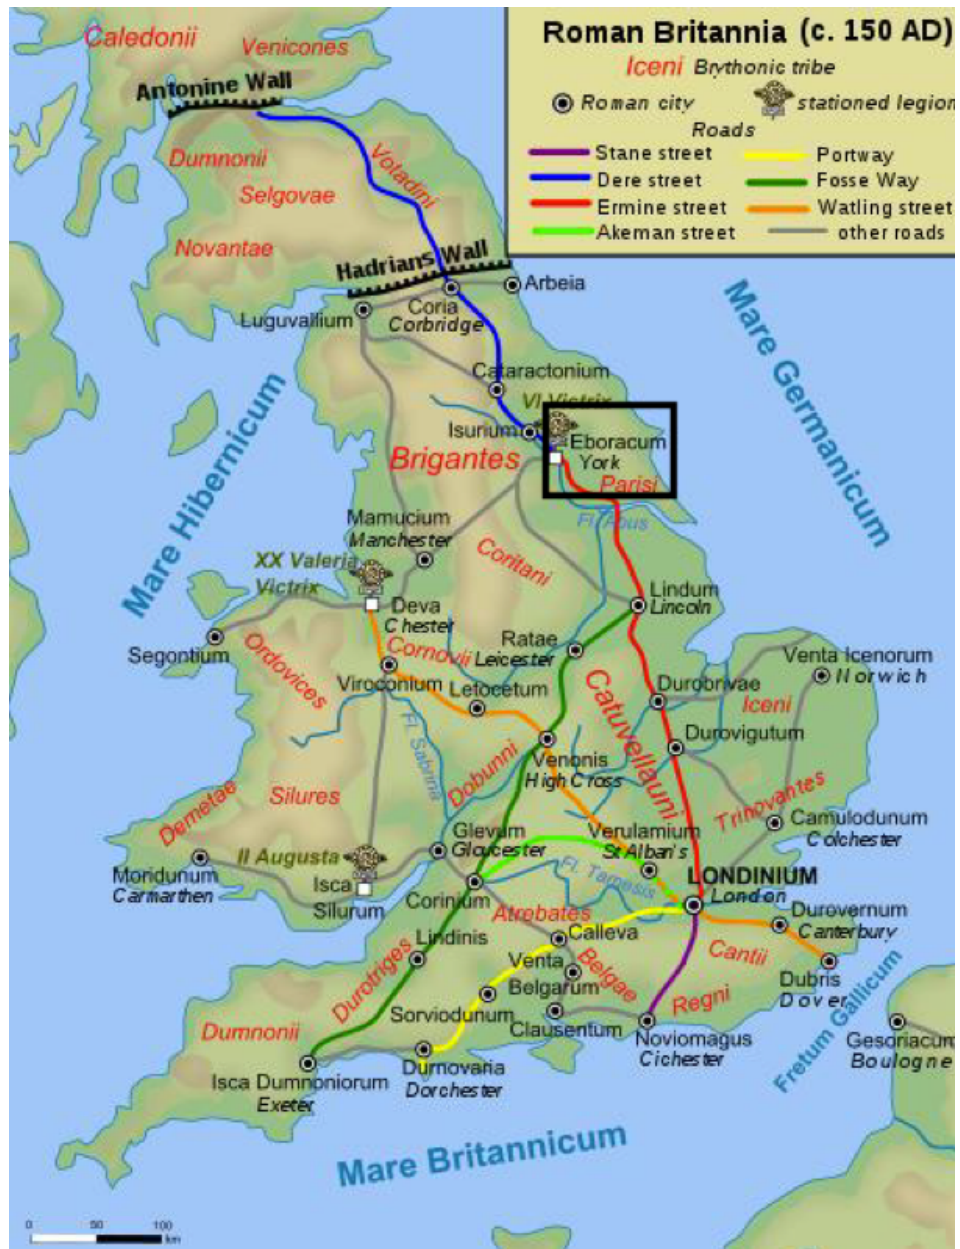 Roman Britannia (c. 150 AD)
Iceni Brythonic tribe
Roman city
stationed legion
Roads
Stane street
Portway
Dere street
Fosse Way
Ermine street
Watling street
Akeman street
other roads
Caledonii
Venicones
Antonine Wall
Dumnonii
Votadini
Selgovae
Novantae
Hadrians Wall
Arbeia
Luguvallium
Coria
Corbridge
Mare Germanicum
Mare Hibernicum
Cataractonium
VI Victrix
Isurium
Eboracum
York
Brigantes
Parisi
Fl. Abus
Mamucium
Manchester
Coritani
XX Valeria
Victrix
Deva
Chester
Lindum
Lincoln
Segontium
Ordovices
Cornovii
Ratae
Leicester
Venta Icenorum
Norwich
Viroconium
Letocetum
Catuvellauni
Durobrivae
Iceni
Fl. Sabrina
Dobunni
Venonis
High Cross
Durovigutum
Demetae
Silures
Trinovantes
Camulodunum
Colchester
Glevum
Gloucester
Verulamium
St Alban's
II Augusta
Moridunum
Carmarthen
Isca
Silurum
Corinium
Fl. Tamesis
LONDINIUM
London
Atrebates
Durovernum
Canterbury
Lindinis
Calleva
Cantii
Durotriges
Venta
Belgarum
Belgae
Dubris
Dover
Sorviodunum
Regni
Fretum Gallicum
Dumnonii
Clausentum
Noviomagus
Cichester
Gesoriacum
Boulogne
Isca Dumnoniorum
Exeter
Durnovaria
Dorchester
Mare Britannicum
0 50 100
km